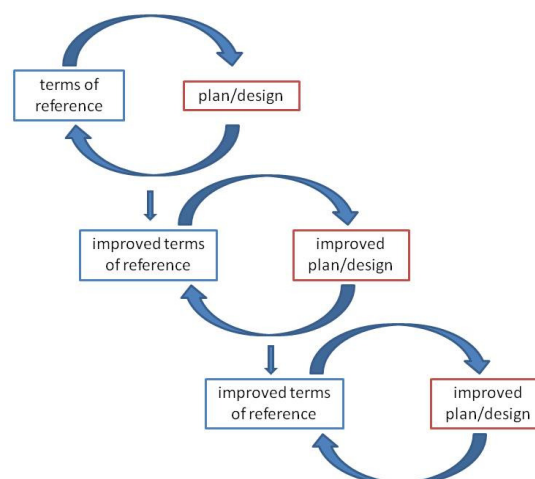 terms of
reference
plan/design
improved terms
of reference
improved
plan/design
improved terms
of reference
improved
plan/design